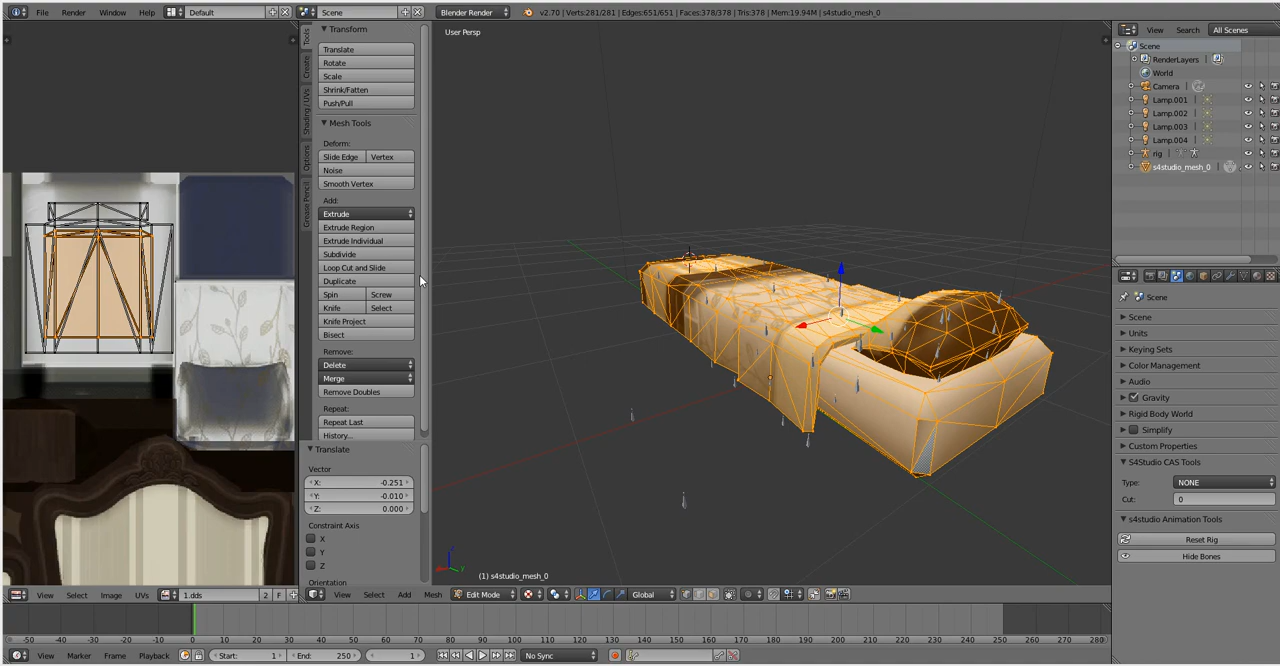 File Render Window Help Default Scene Blender Render v2.70 | Verts:281/281 | Edges:651/651 | Faces:378/378 | Tris:378 | Mem:19.94M | s4studio_mesh_0
Tools
Create
Shading / UVs
Options
Grease Pencil
Transform
Translate
Rotate
Scale
Shrink/Fatten
Push/Pull
Mesh Tools
Deform:
Slide Edge Vertex
Noise
Smooth Vertex
Add:
Extrude
Extrude Region
Extrude Individual
Subdivide
Loop Cut and Slide
Duplicate
Spin Screw
Knife Select
Knife Project
Bisect
Remove:
Delete
Merge
Remove Doubles
Repeat:
Repeat Last
History...
Translate
Vector
X: -0.251
Y: -0.010
Z: 0.000
Constraint Axis
X
Y
Z
Orientation
User Persp
(1) s4studio_mesh_0
View Search All Scenes
Scene
RenderLayers
World
Camera
Lamp.001
Lamp.002
Lamp.003
Lamp.004
rig
s4studio_mesh_0
Scene
Scene
Units
Keying Sets
Color Management
Audio
Gravity
Rigid Body World
Simplify
Custom Properties
S4Studio CAS Tools
Type: NONE
Cut: 0
s4studio Animation Tools
Reset Rig
Hide Bones
View Select Image UVs 1.dds 2 F
View Select Add Mesh Edit Mode Global
-50 -40 -30 -20 -10 0 10 20 30 40 50 60 70 80 90 100 110 120 130 140 150 160 170 180 190 200 210 220 230 240 250 260 270 280
View Marker Frame Playback Start: 1 End: 250 1 No Sync